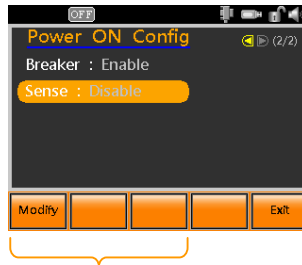 OFF
Power ON Config
(2/2)
Breaker : Enable
Sense : Disable
Modify
Exit